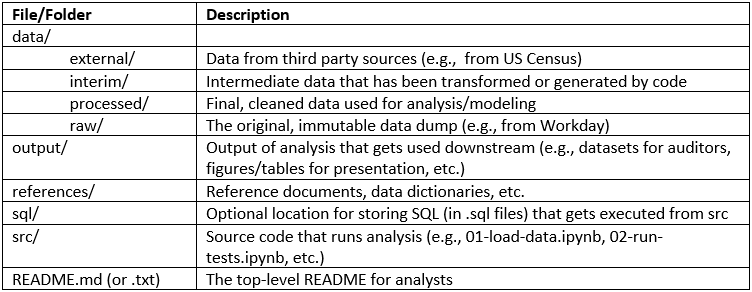 File/Folder Description
data/
external/ Data from third party sources (e.g.,  from US Census)
interim/ Intermediate data that has been transformed or generated by code
processed/ Final, cleaned data used for analysis/modeling
raw/ The original, immutable data dump (e.g., from Workday)
output/ Output of analysis that gets used downstream (e.g., datasets for auditors,
figures/tables for presentation, etc.)
references/ Reference documents, data dictionaries, etc.
sql/ Optional location for storing SQL (in .sql files) that gets executed from src
src/ Source code that runs analysis (e.g., 01-load-data.ipynb, 02-run-
tests.ipynb, etc.)
README.md (or .txt) The top-level README for analysts